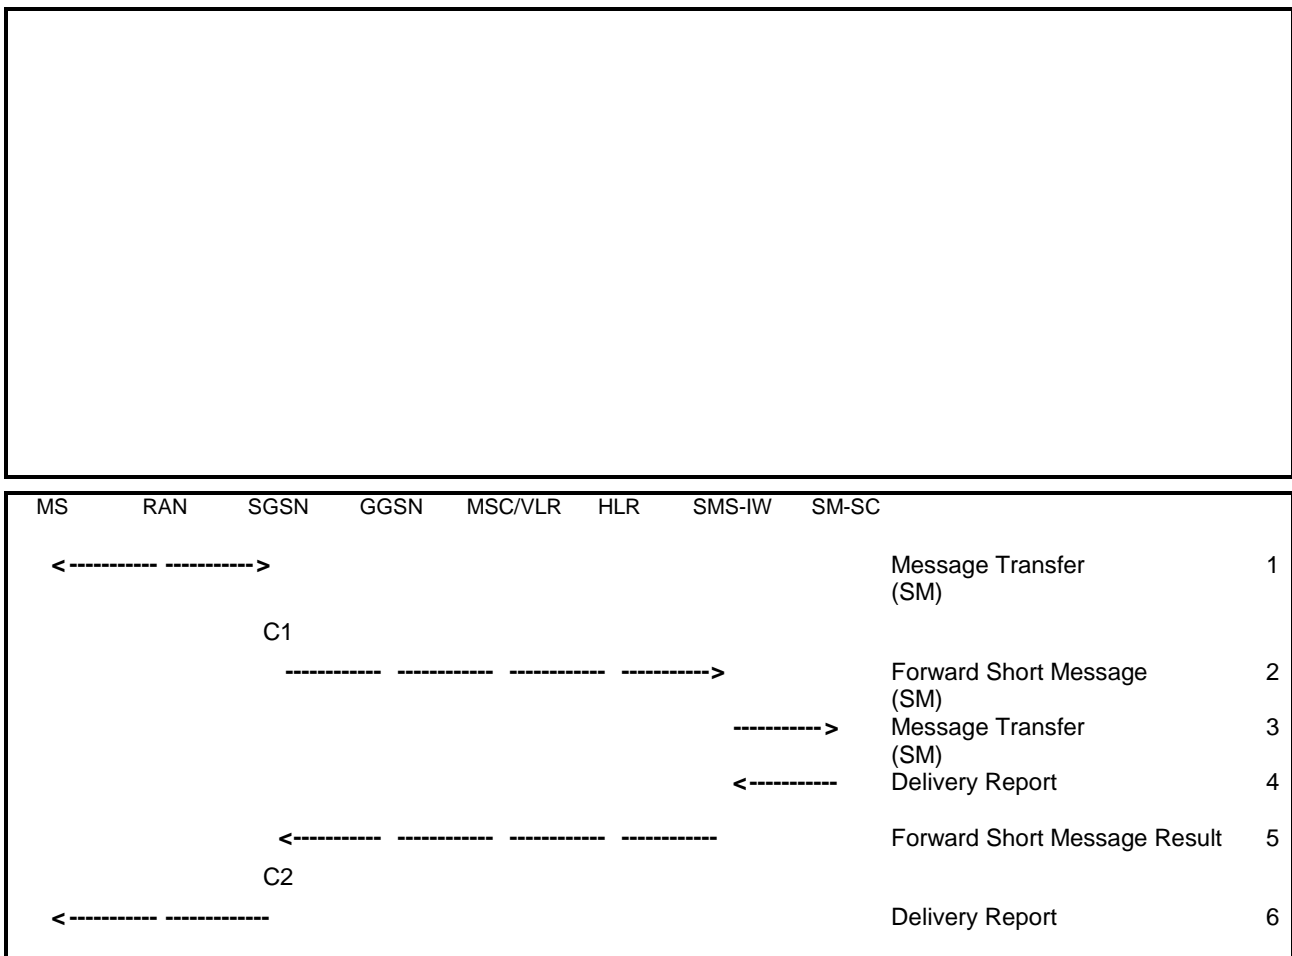 MS RAN SGSN GGSN MSC/VLR HLR SMS-IW SM-SC
<----------- -----------> Message Transfer 1
(SM)
C1
------------ ------------ ------------ -----------> Forward Short Message 2
(SM)
-----------> Message Transfer 3
(SM)
<----------- Delivery Report 4
<----------- ------------ ------------ ------------ Forward Short Message Result 5
C2
<----------- ------------- Delivery Report 6